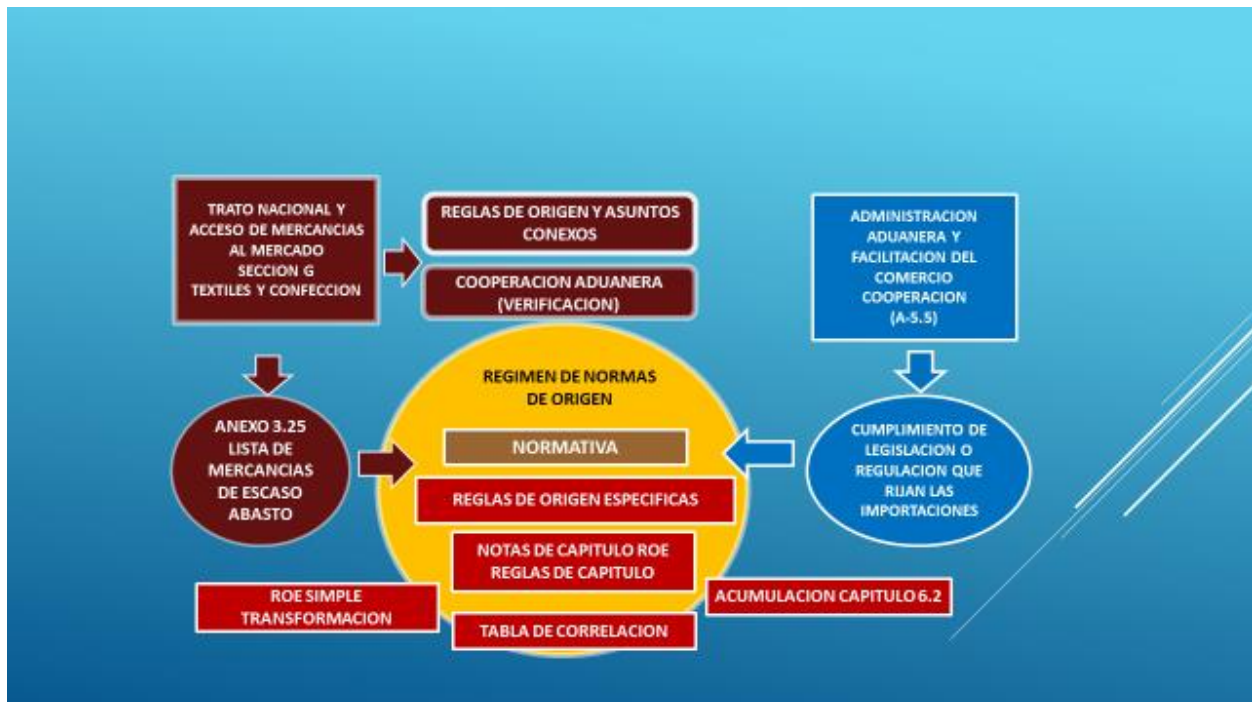 TRATO NACIONAL Y
ACCESO DE MERCANCIAS
AL MERCADO
SECCION G
TEXTILES Y CONFECCION
REGLAS DE ORIGEN Y ASUNTOS
CONEXOS
COOPERACION ADUANERA
(VERIFICACION)
ADMINISTRACION
ADUANERA Y
FACILITACION DEL
COMERCIO
COOPERACION
(A-5.5)
ANEXO 3.25
LISTA DE
MERCANCIAS
DE ESCASO
ABASTO
REGIMEN DE NORMAS
DE ORIGEN
NORMATIVA
REGLAS DE ORIGEN ESPECIFICAS
NOTAS DE CAPITULO ROE
REGLAS DE CAPITULO
TABLA DE CORRELACION
CUMPLIMIENTO DE
LEGISLACION O
REGULACION QUE
RIJAN LAS
IMPORTACIONES
ROE SIMPLE
TRANSFORMACION
ACUMULACION CAPITULO 6.2